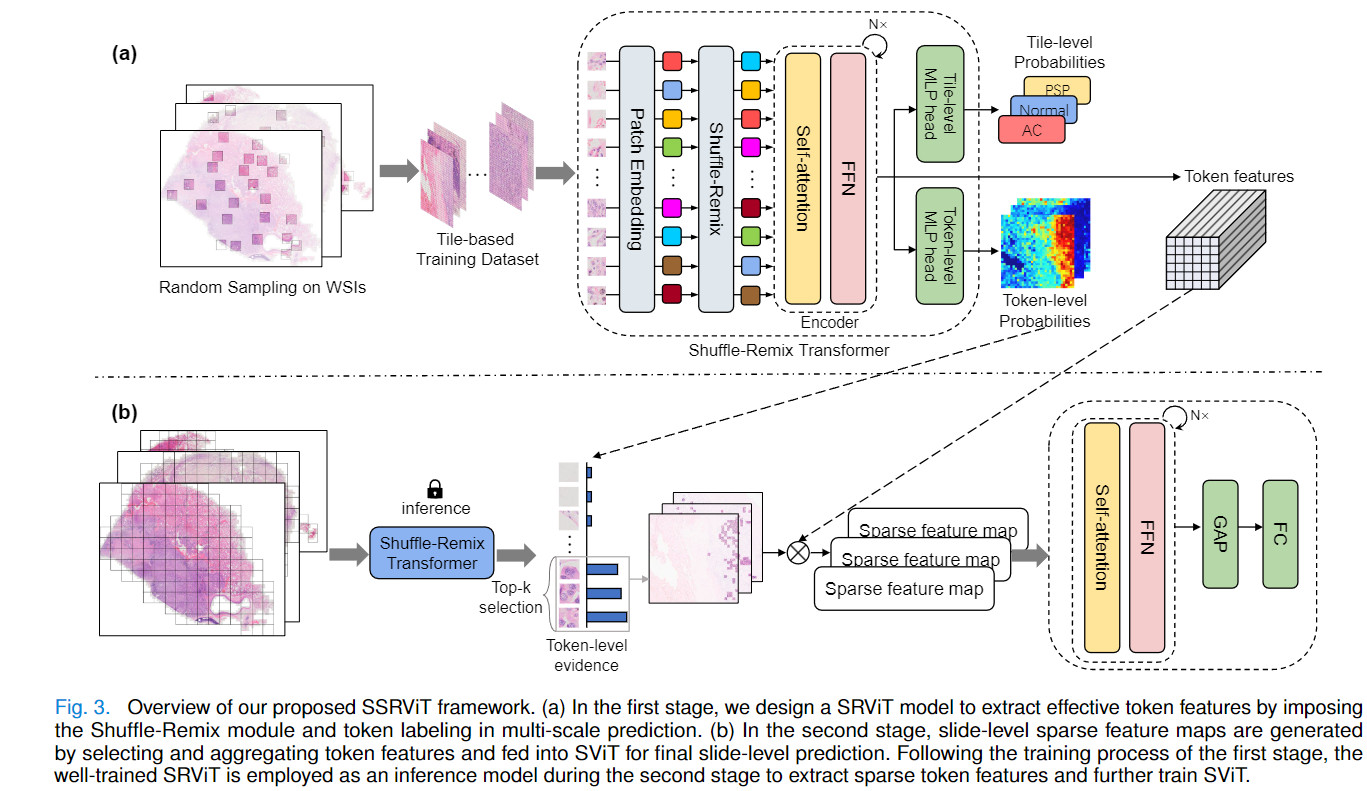 (a)
Random Sampling on WSIs
Tile-based
Training Dataset
Patch Embedding
Shuffle-Remix
Self-attention
FFN
N×
Encoder
Shuffle-Remix Transformer
Tile-level
MLP head
Token-level
MLP head
Tile-level
Probabilities
PSP
Normal
AC
Token features
Token-level
Probabilities
(b)
inference
Shuffle-Remix
Transformer
Top-k
selection
Token-level
evidence
Sparse feature map
Sparse feature map
Sparse feature map
Self-attention
FFN
N×
GAP
FC
Fig. 3. Overview of our proposed SSRViT framework. (a) In the first stage, we design a SRViT model to extract effective token features by imposing
the Shuffle-Remix module and token labeling in multi-scale prediction. (b) In the second stage, slide-level sparse feature maps are generated
by selecting and aggregating token features and fed into SViT for final slide-level prediction. Following the training process of the first stage, the
well-trained SRViT is employed as an inference model during the second stage to extract sparse token features and further train SViT.